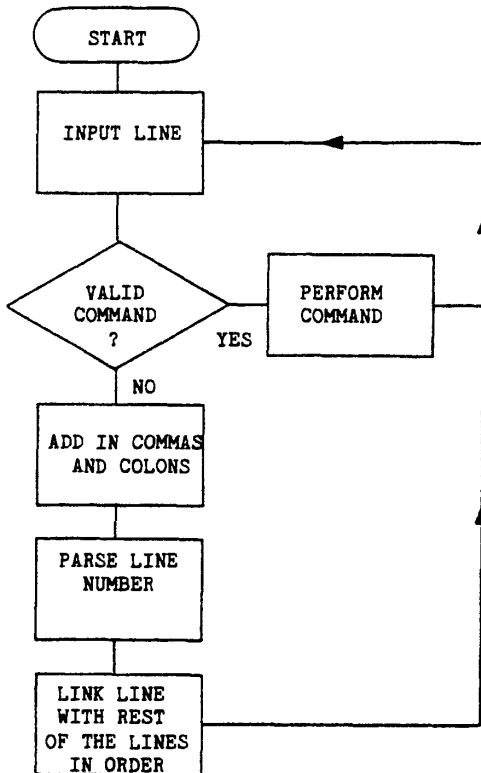 START
INPUT LINE
VALID
COMMAND
?
YES
PERFORM
COMMAND
NO
ADD IN COMMAS
AND COLONS
PARSE LINE
NUMBER
LINK LINE
WITH REST
OF THE LINES
IN ORDER